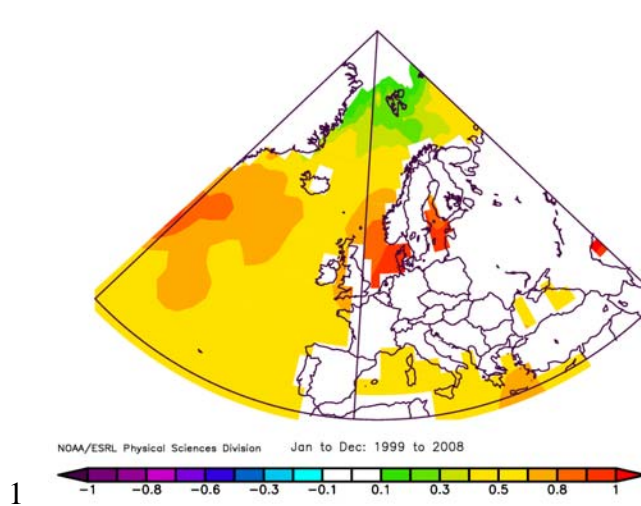 NOAA/ESRL Physical Sciences Division Jan to Dec: 1999 to 2008
-1 -0.8 -0.6 -0.3 -0.1 0.1 0.3 0.5 0.8 1
1